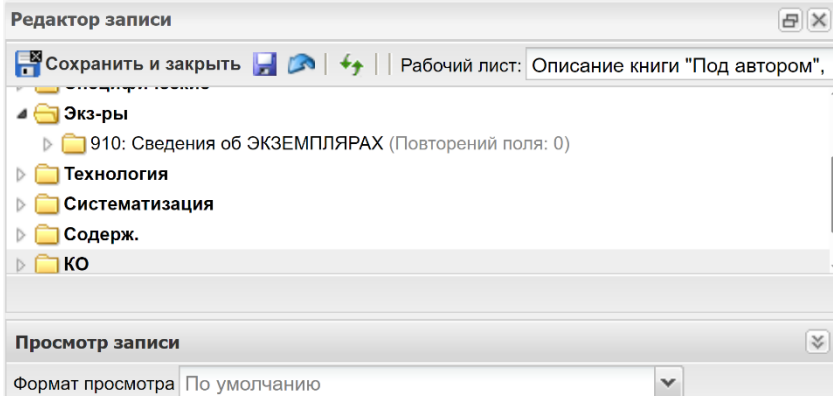 Редактор записи
Сохранить и закрыть Рабочий лист: Описание книги "Под автором",
Специфические
Экз-ры
910: Сведения об ЭКЗЕМПЛЯРАХ (Повторений поля: 0)
Технология
Систематизация
Содерж.
КО
Просмотр записи
Формат просмотра По умолчанию